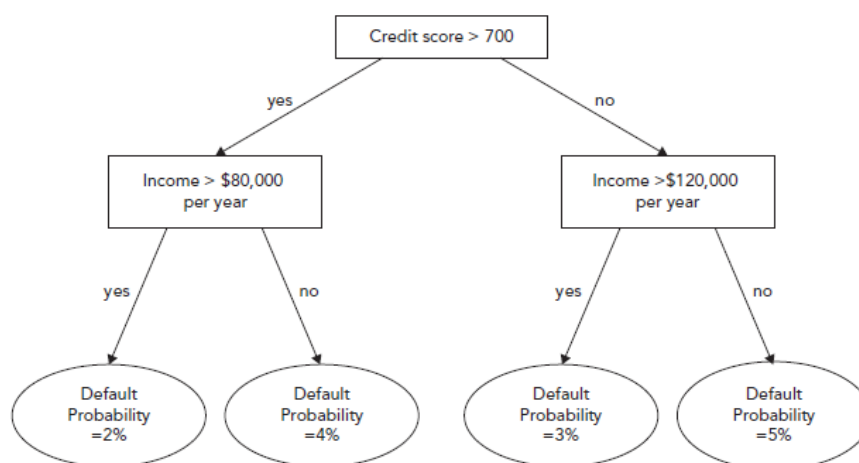 Credit score > 700
yes
no
Income > $80,000
per year
Income >$120,000
per year
yes
no
yes
no
Default
Probability
=2%
Default
Probability
=4%
Default
Probability
=3%
Default
Probability
=5%